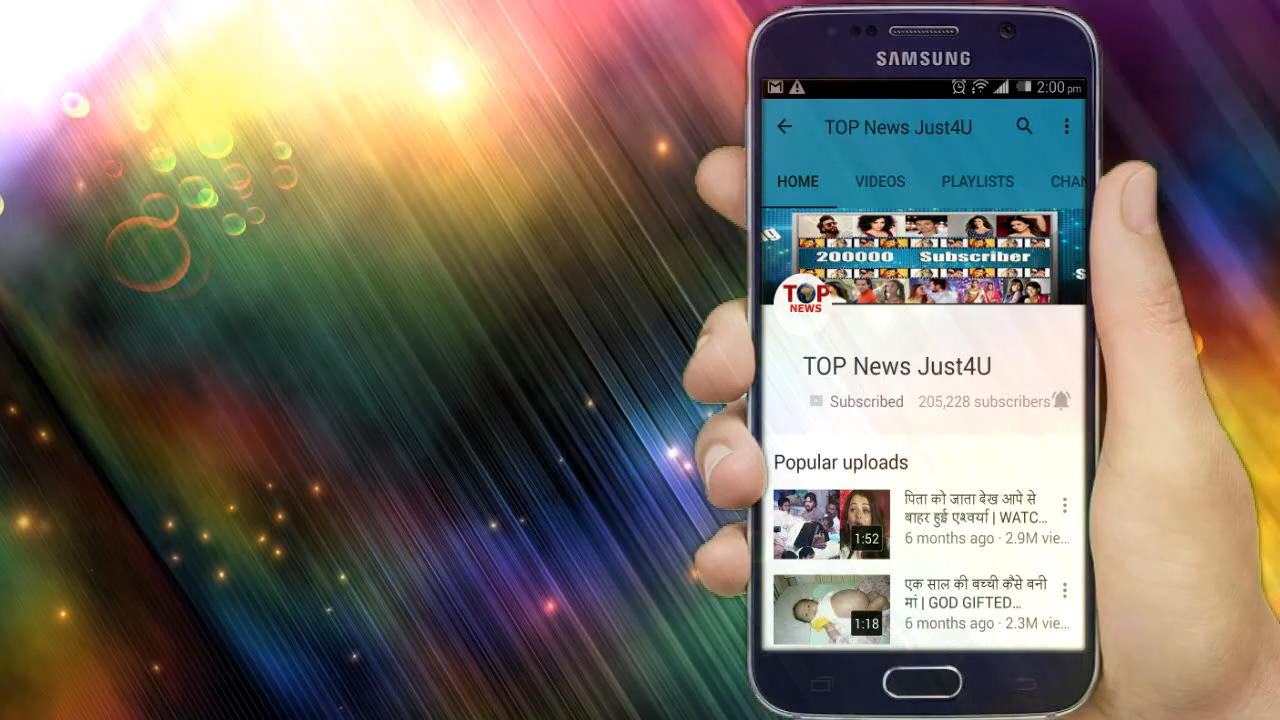 SAMSUNG
2:00 pm
TOP News Just4U
HOME VIDEOS PLAYLISTS CHAN
200000 Subscriber
TOP
NEWS
TOP News Just4U
Subscribed 205,228 subscribers
Popular uploads
पिता को जाता देख आपे से
बाहर हुई एश्वर्या | WATC...
6 months ago · 2.9M vie...
1:52
एक साल की बच्ची कैसे बनी
मां | GOD GIFTED...
6 months ago · 2.3M vie...
1:18